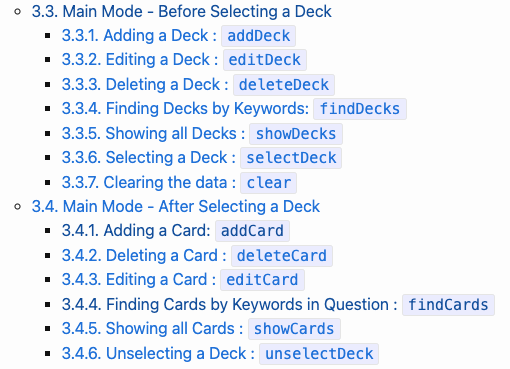 3.3. Main Mode - Before Selecting a Deck
3.3.1. Adding a Deck : addDeck
3.3.2. Editing a Deck : editDeck
3.3.3. Deleting a Deck : deleteDeck
3.3.4. Finding Decks by Keywords: findDecks
3.3.5. Showing all Decks : showDecks
3.3.6. Selecting a Deck : selectDeck
3.3.7. Clearing the data : clear
3.4. Main Mode - After Selecting a Deck
3.4.1. Adding a Card: addCard
3.4.2. Deleting a Card : deleteCard
3.4.3. Editing a Card : editCard
3.4.4. Finding Cards by Keywords in Question : findCards
3.4.5. Showing all Cards : showCards
3.4.6. Unselecting a Deck : unselectDeck